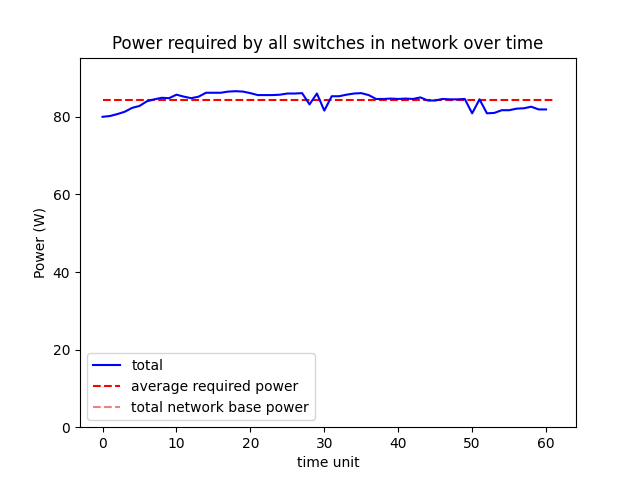 Power required by all switches in network over time
Power (W)
80
60
40
20
0
total
average required power
total network base power
0 10 20 30 40 50 60
time unit